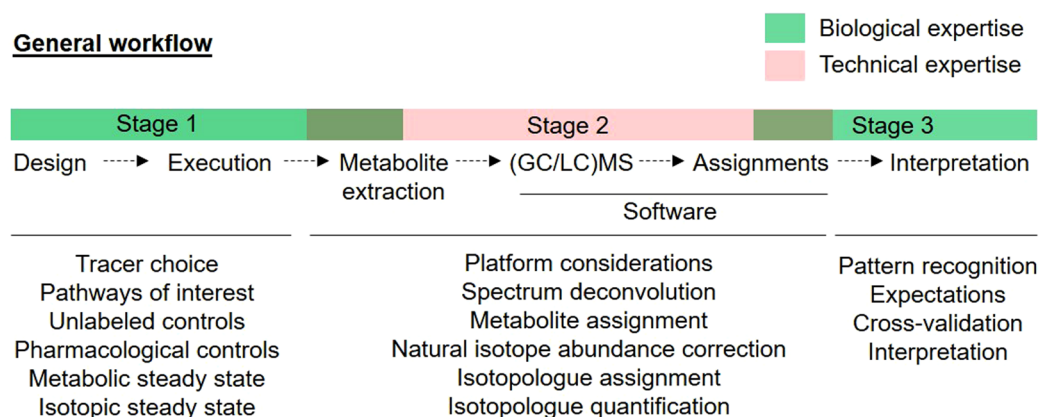 General workflow
Biological expertise
Technical expertise
Stage 1
Stage 2
Stage 3
Design
Execution
Metabolite
extraction
(GC/LC)MS
Assignments
Interpretation
Software
Tracer choice
Pathways of interest
Unlabeled controls
Pharmacological controls
Metabolic steady state
Isotopic steady state
Platform considerations
Spectrum deconvolution
Metabolite assignment
Natural isotope abundance correction
Isotopologue assignment
Isotopologue quantification
Pattern recognition
Expectations
Cross-validation
Interpretation